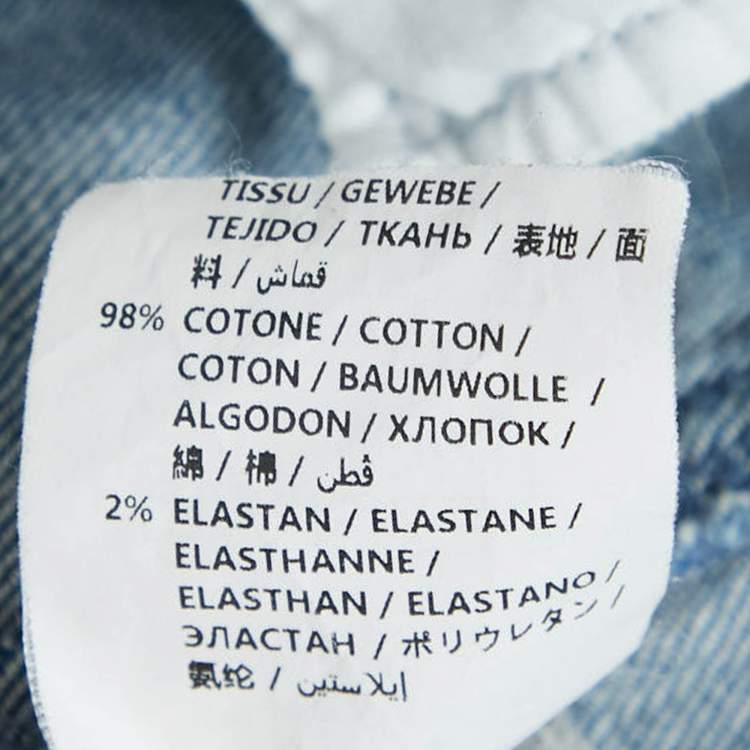 TISSU / GEWEBE /
TEJIDO / ТКАНЬ / 表地 / 面
料 / قماش
98% COTONE / COTTON /
COTON / BAUMWOLLE /
ALGODON / ХЛОПОК /
綿 / 棉 / قطن
2% ELASTAN / ELASTANE /
ELASTHANNE /
ELASTHAN / ELASTANO /
ЭЛАСТАН / ポリウレタン /
氨纶 / إيلاستين